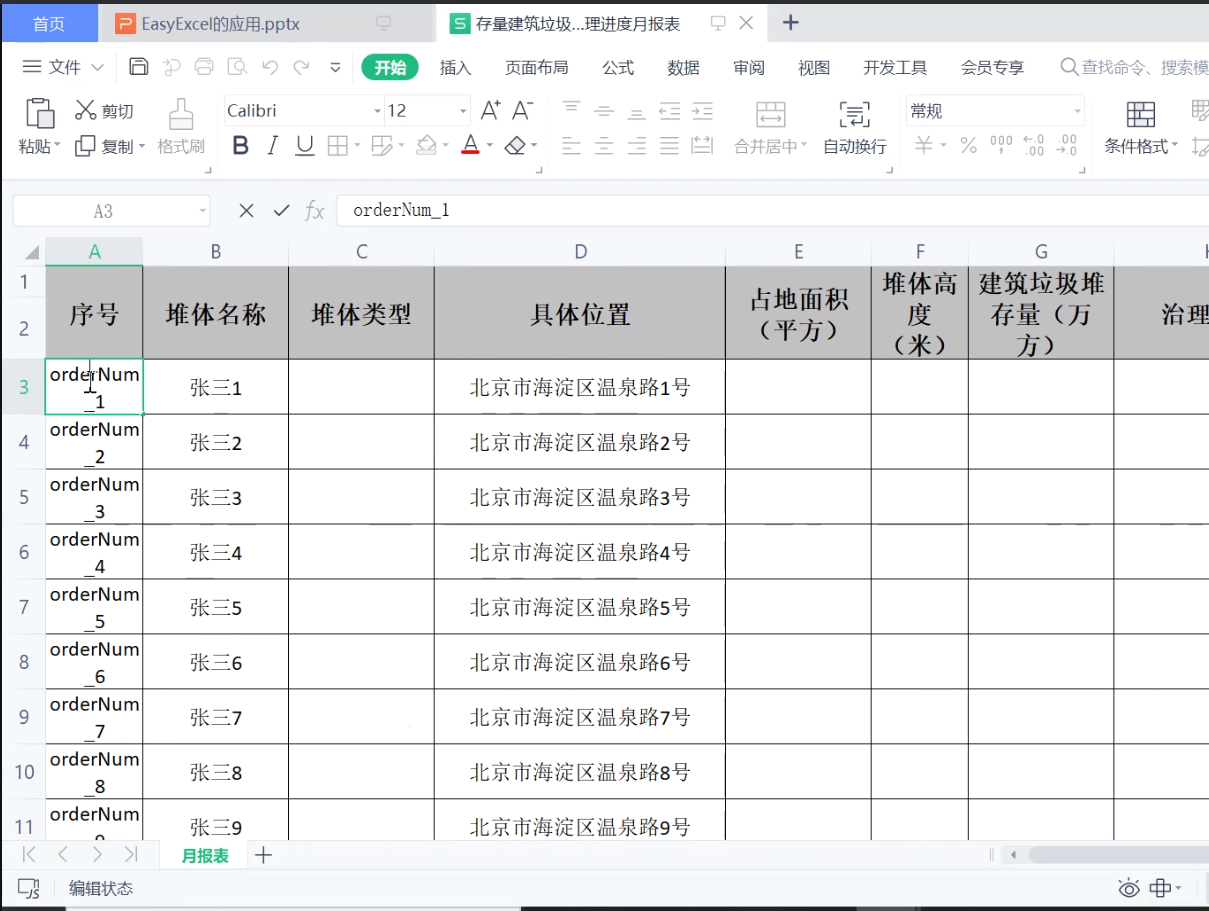 首页 EasyExcel的应用.pptx 存量建筑垃圾...理进度月报表
文件 开始 插入 页面布局 公式 数据 审阅 视图 开发工具 会员专享 查找命令、搜索模
粘贴 剪切 复制 格式刷 Calibri 12 合并居中 自动换行 常规 条件格式
A3 fx orderNum_1
A B C D E F G
1
2
序号 堆体名称 堆体类型 具体位置 占地面积（平方） 堆体高度（米） 建筑垃圾堆存量（万方） 治理
3 orderNum_1 张三1 北京市海淀区温泉路1号
4 orderNum_2 张三2 北京市海淀区温泉路2号
5 orderNum_3 张三3 北京市海淀区温泉路3号
6 orderNum_4 张三4 北京市海淀区温泉路4号
7 orderNum_5 张三5 北京市海淀区温泉路5号
8 orderNum_6 张三6 北京市海淀区温泉路6号
9 orderNum_7 张三7 北京市海淀区温泉路7号
10 orderNum_8 张三8 北京市海淀区温泉路8号
11 orderNum 张三9 北京市海淀区温泉路9号
月报表
编辑状态